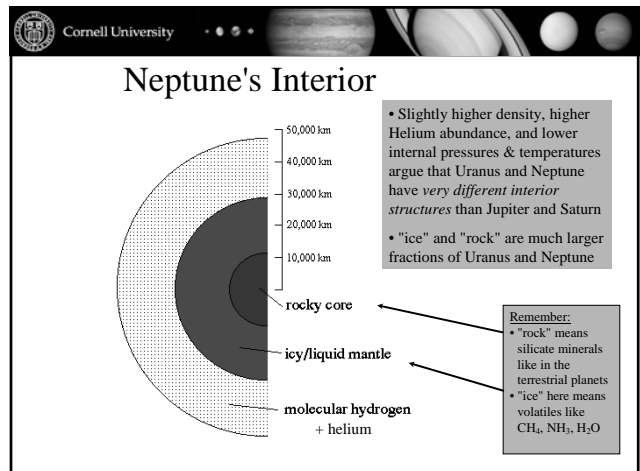 Cornell University
Neptune's Interior
50,000 km
40,000 km
30,000 km
20,000 km
10,000 km
rocky core
icy/liquid mantle
molecular hydrogen
+ helium
• Slightly higher density, higher
Helium abundance, and lower
internal pressures & temperatures
argue that Uranus and Neptune
have very different interior
structures than Jupiter and Saturn
• "ice" and "rock" are much larger
fractions of Uranus and Neptune
Remember:
• "rock" means
silicate minerals
like in the
terrestrial planets
• "ice" here means
volatiles like
CH₄, NH₃, H₂O